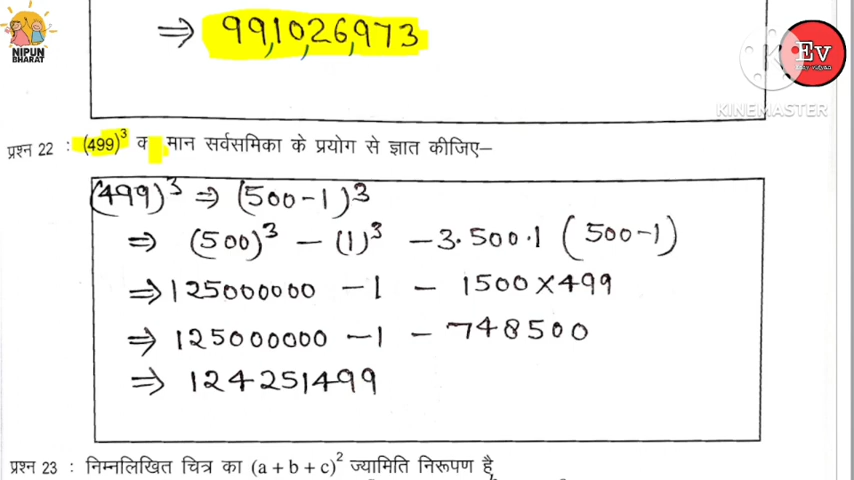 ⇒ 99,1026,973
NIPUN
BHARAT
Ev
KINEMASTER
प्रश्न 22 : (499)³ क मान सर्वसमिका के प्रयोग से ज्ञात कीजिए–
(499)³ ⇒ (500-1)³
⇒ (500)³ - (1)³ - 3.500.1 (500-1)
⇒ 125000000 - 1 - 1500×499
⇒ 125000000 - 1 - 748500
⇒ 124251499
प्रश्न 23 : निम्नलिखित चित्र का (a + b + c)² ज्यामिति निरूपण है